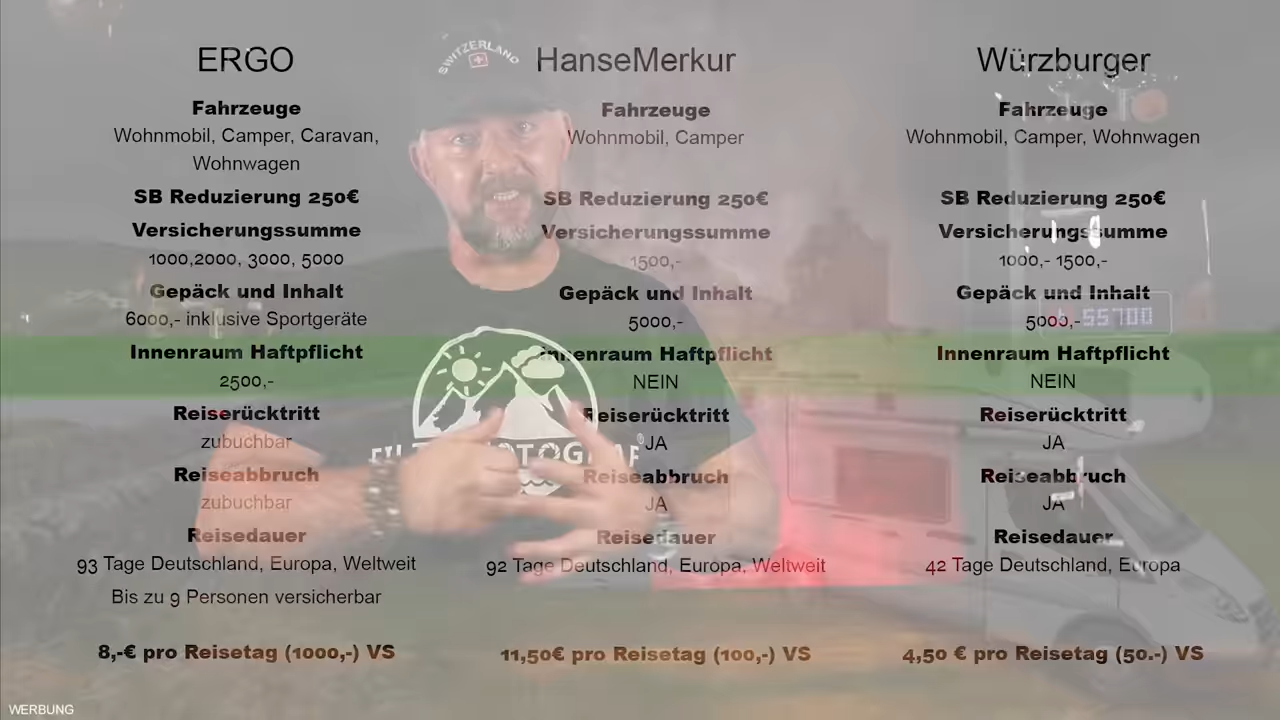 ERGO
Fahrzeuge
Wohnmobil, Camper, Caravan,
Wohnwagen
SB Reduzierung 250€
Versicherungssumme
1000,2000, 3000, 5000
Gepäck und Inhalt
6000,- inklusive Sportgeräte
Innenraum Haftpflicht
2500,-
Reiserücktritt
zubuchbar
Reiseabbruch
zubuchbar
Reisedauer
93 Tage Deutschland, Europa, Weltweit
Bis zu 9 Personen versicherbar
8,-€ pro Reisetag (1000,-) VS
HanseMerkur
Fahrzeuge
Wohnmobil, Camper
SB Reduzierung 250€
Versicherungssumme
1500,-
Gepäck und Inhalt
5000,-
Innenraum Haftpflicht
NEIN
Reiserücktritt
JA
Reiseabbruch
JA
Reisedauer
92 Tage Deutschland, Europa, Weltweit
11,50€ pro Reisetag (100,-) VS
Würzburger
Fahrzeuge
Wohnmobil, Camper, Wohnwagen
SB Reduzierung 250€
Versicherungssumme
1000,- 1500,-
Gepäck und Inhalt
5000,-
Innenraum Haftpflicht
NEIN
Reiserücktritt
JA
Reiseabbruch
JA
Reisedauer
42 Tage Deutschland, Europa
4,50 € pro Reisetag (50.-) VS
SWITZERLAND
WERBUNG